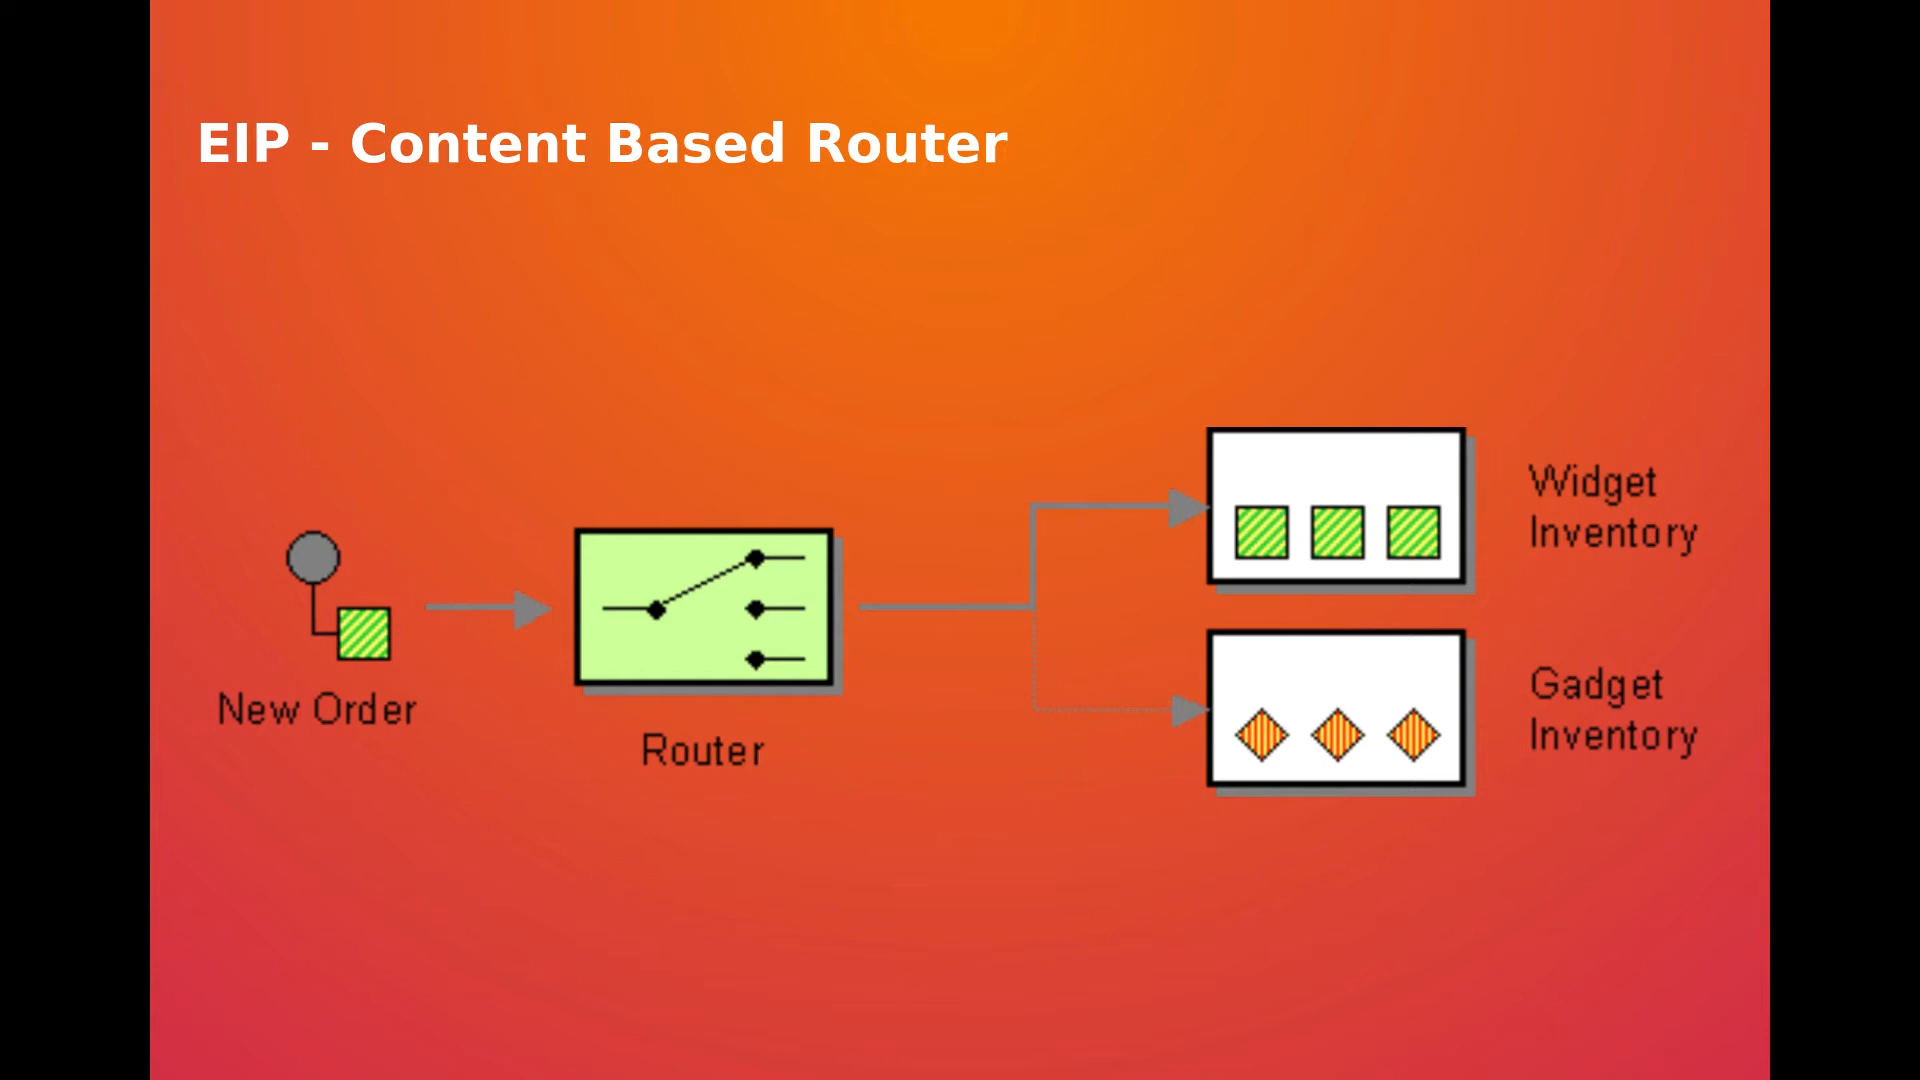 EIP - Content Based Router
New Order
Router
Widget
Inventory
Gadget
Inventory